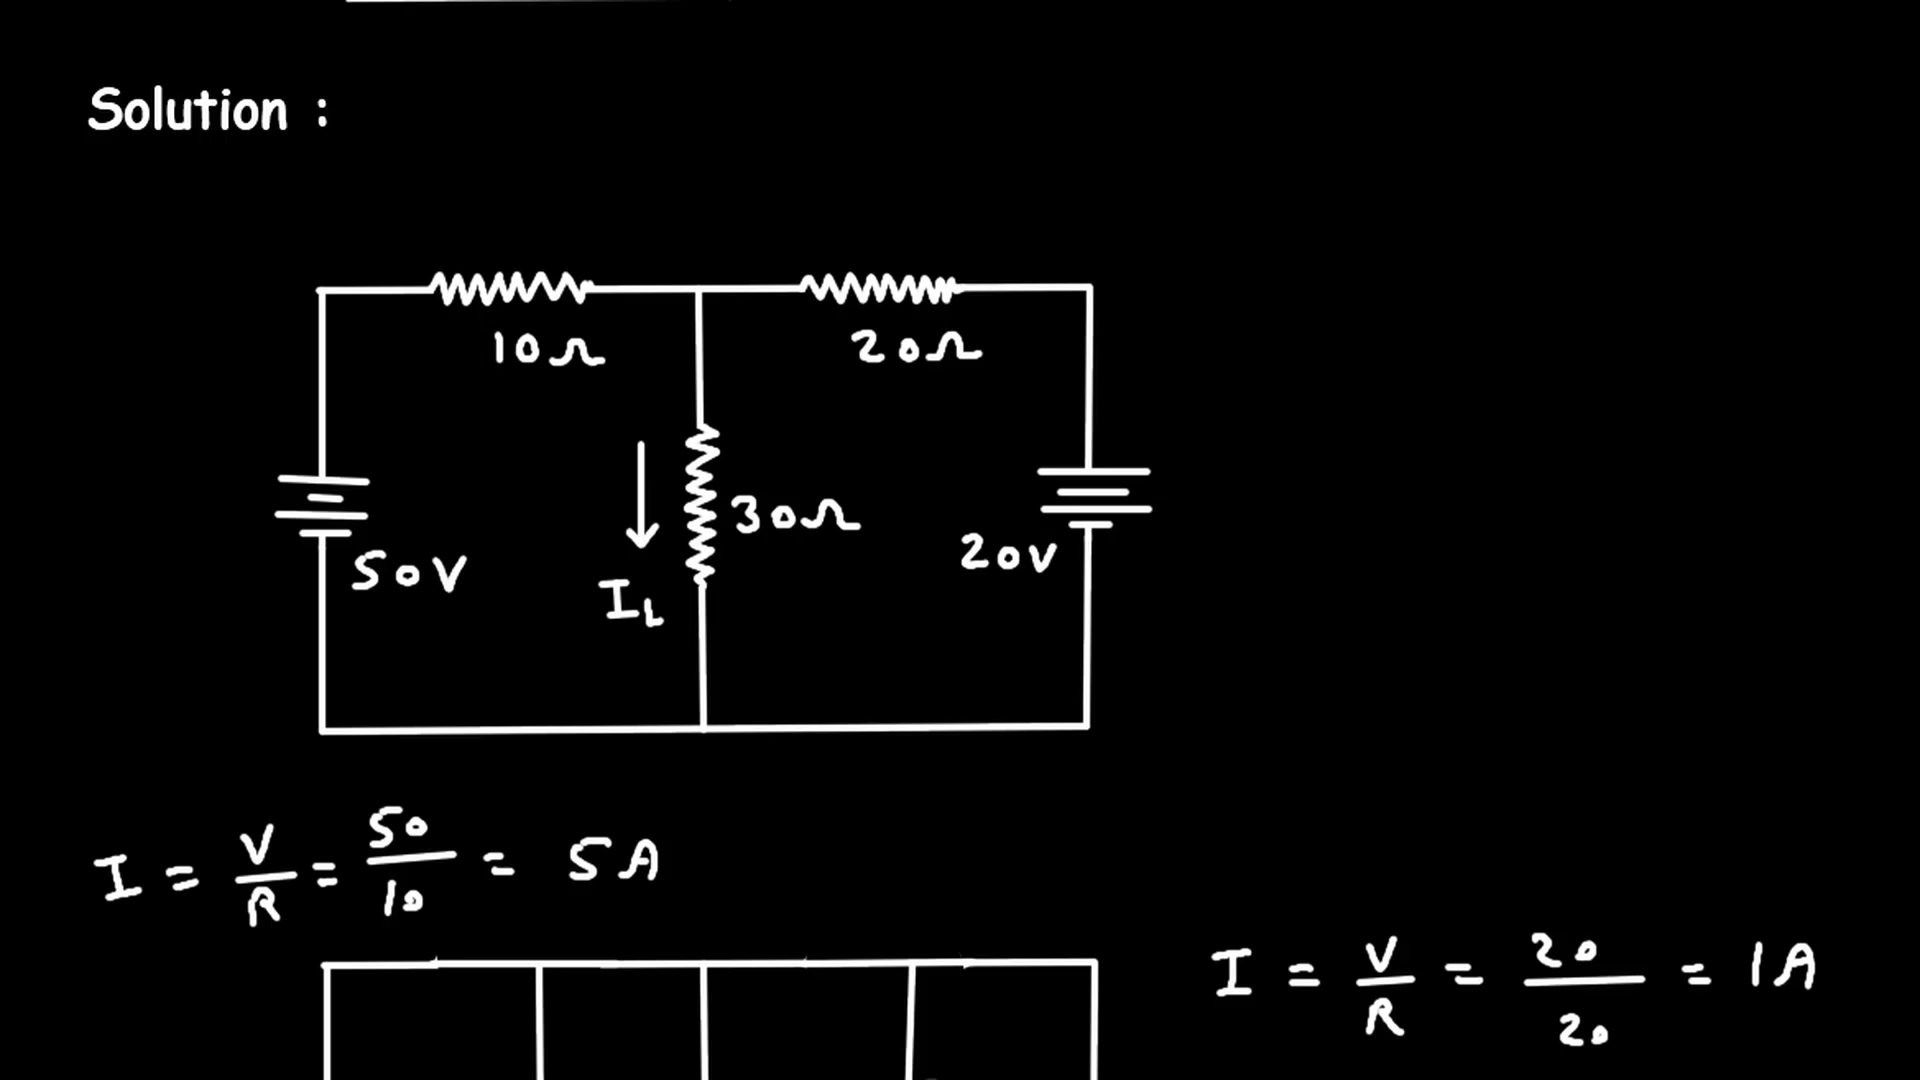 Solution :
10Ω 20Ω
30Ω
50V I_L 20V
I = V/R = 50/10 = 5A
I = V/R = 20/20 = 1A